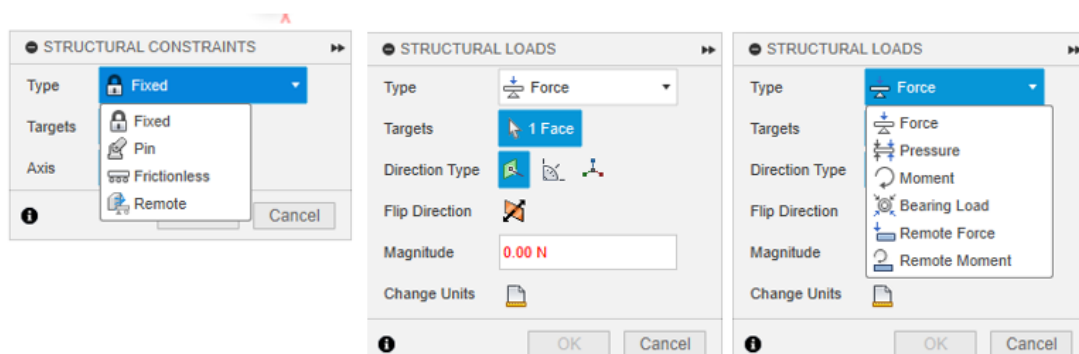 STRUCTURAL CONSTRAINTS
Type Fixed
Fixed
Targets
Pin
Frictionless
Axis
Remote
Cancel
STRUCTURAL LOADS
Type Force
Targets 1 Face
Direction Type
Flip Direction
Magnitude 0.00 N
Change Units
OK Cancel
STRUCTURAL LOADS
Type Force
Force
Targets
Pressure
Direction Type
Moment
Bearing Load
Flip Direction
Remote Force
Magnitude
Remote Moment
Change Units
OK Cancel